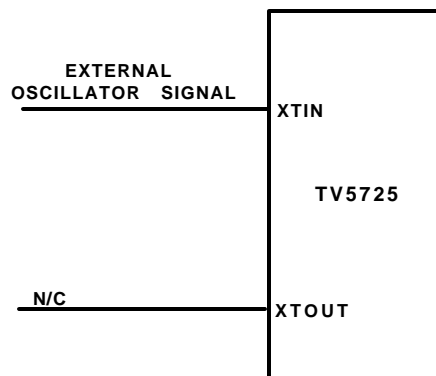 EXTERNAL
OSCILLATOR SIGNAL
XTIN
TV5725
N/C
XTOUT